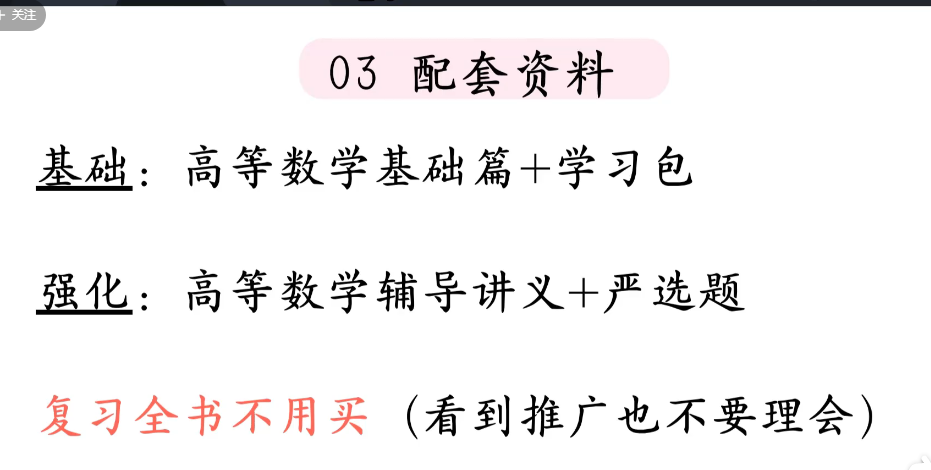 + 关注
03 配套资料
基础：高等数学基础篇+学习包
强化：高等数学辅导讲义+严选题
复习全书不用买（看到推广也不要理会）